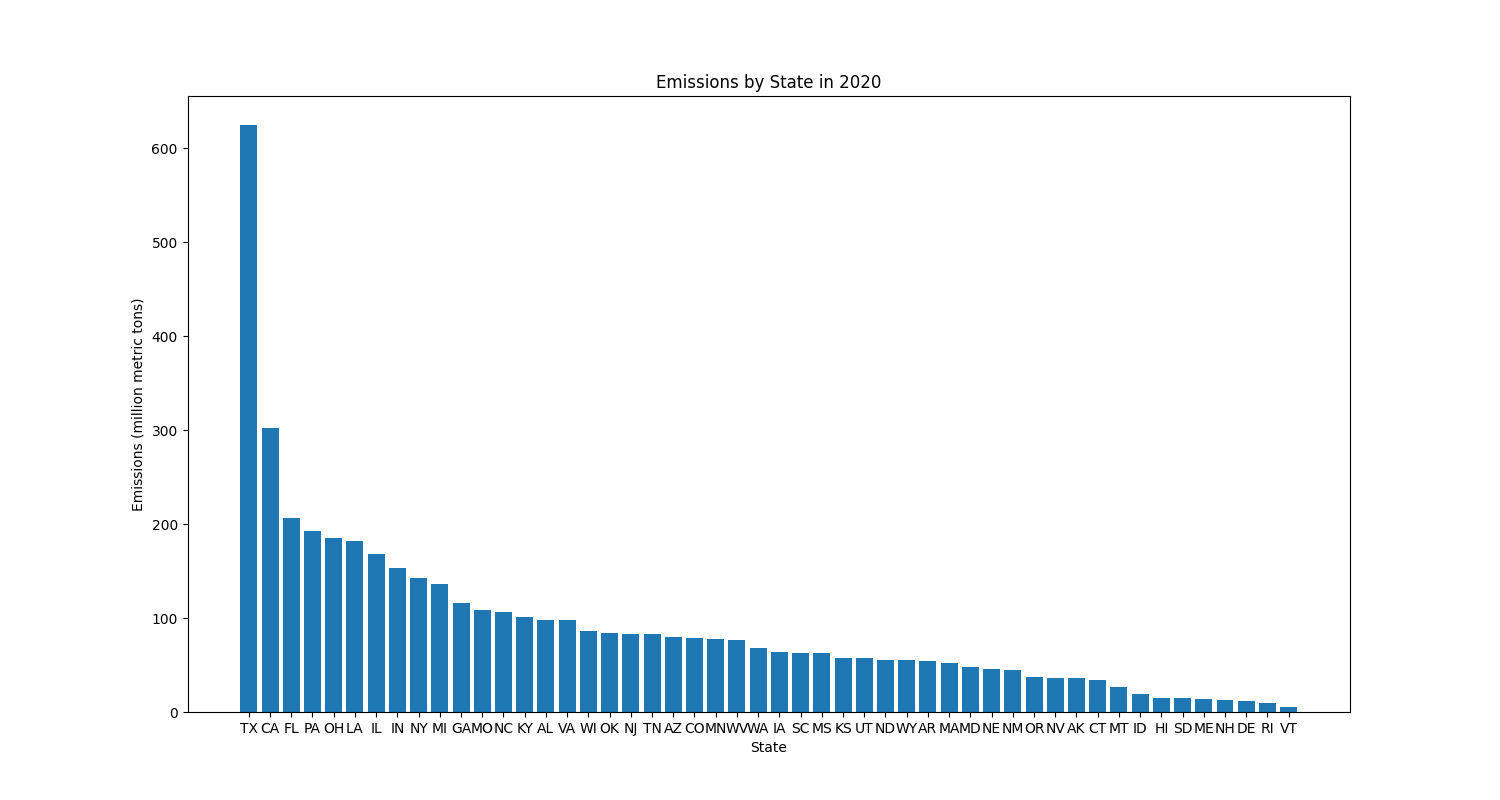 Emissions by State in 2020
Emissions (million metric tons)
600
500
400
300
200
100
0
TX CA FL PA OH LA IL IN NY MI GA MO NC KY AL VA WI OK NJ TN AZ CO MN WV WA IA SC MS KS UT ND WY AR MA MD NE NM OR NV AK CT MT ID HI SD ME NH DE RI VT
State